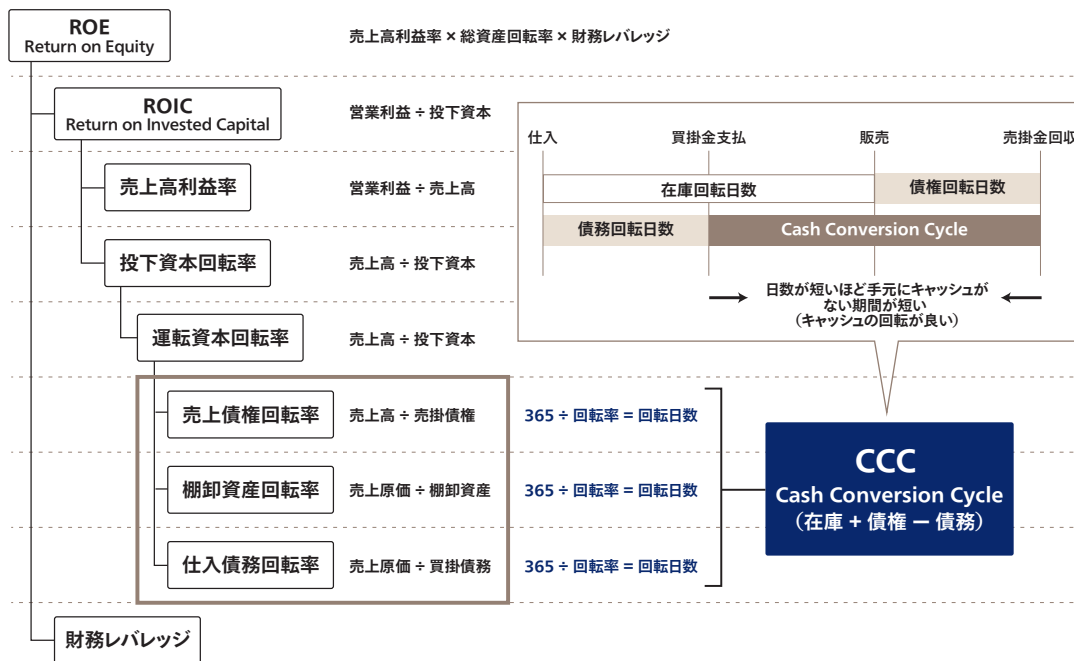 ROE
Return on Equity
売上高利益率 × 総資産回転率 × 財務レバレッジ
ROIC
Return on Invested Capital
営業利益 ÷ 投下資本
売上高利益率
営業利益 ÷ 売上高
投下資本回転率
売上高 ÷ 投下資本
運転資本回転率
売上高 ÷ 投下資本
仕入
買掛金支払
販売
売掛金回収
在庫回転日数
債権回転日数
債務回転日数
Cash Conversion Cycle
日数が短いほど手元にキャッシュが
ない期間が短い
（キャッシュの回転が良い）
売上債権回転率
売上高 ÷ 売掛債権
365 ÷ 回転率 = 回転日数
棚卸資産回転率
売上原価 ÷ 棚卸資産
365 ÷ 回転率 = 回転日数
仕入債務回転率
売上原価 ÷ 買掛債務
365 ÷ 回転率 = 回転日数
CCC
Cash Conversion Cycle
（在庫 + 債権 − 債務）
財務レバレッジ